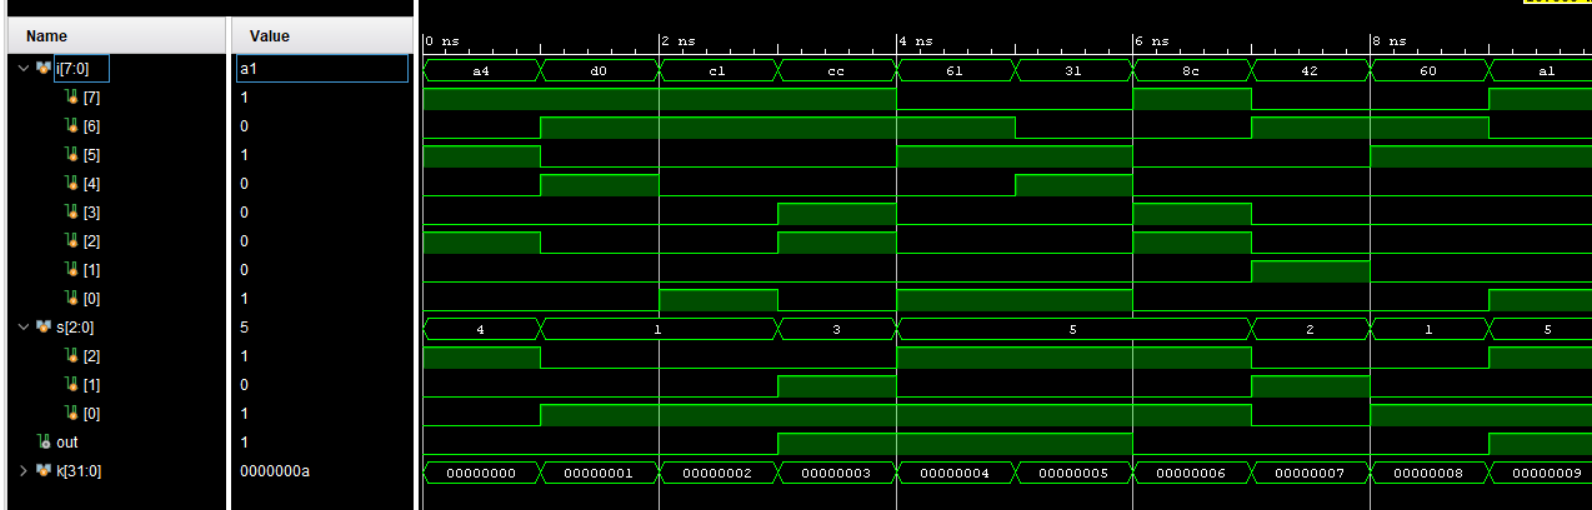 Name Value
0 ns 2 ns 4 ns 6 ns 8 ns
i[7:0] a1 a4 d0 c1 cc 61 31 8c 42 60 a1
[7] 1
[6] 0
[5] 1
[4] 0
[3] 0
[2] 0
[1] 0
[0] 1
s[2:0] 5 4 1 3 5 2 1 5
[2] 1
[1] 0
[0] 1
out 1
k[31:0] 0000000a 00000000 00000001 00000002 00000003 00000004 00000005 00000006 00000007 00000008 00000009